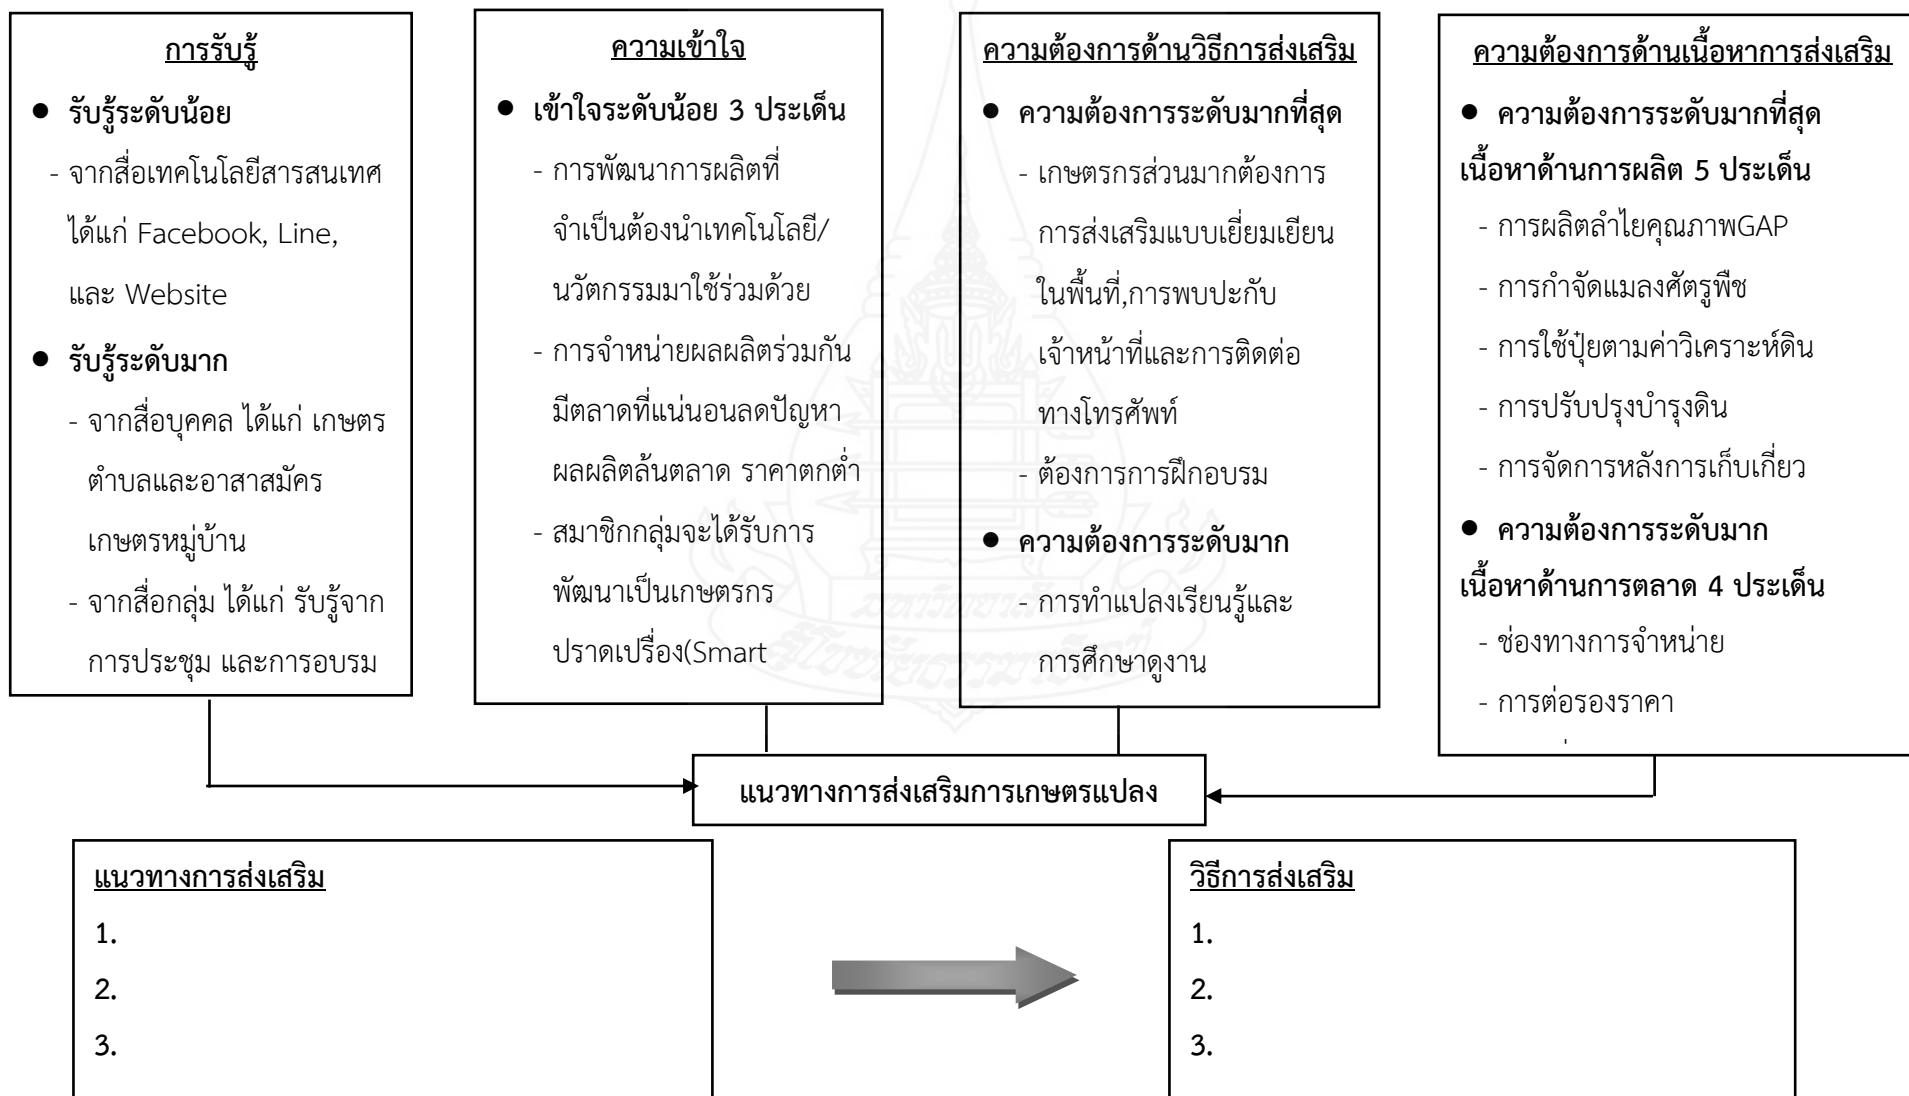 การรับรู้
● รับรู้ระดับน้อย
- จากสื่อเทคโนโลยีสารสนเทศ
ได้แก่ Facebook, Line,
และ Website
● รับรู้ระดับมาก
- จากสื่อบุคคล ได้แก่ เกษตร
ตำบลและอาสาสมัคร
เกษตรหมู่บ้าน
- จากสื่อกลุ่ม ได้แก่ รับรู้จาก
การประชุม และการอบรม
ความเข้าใจ
● เข้าใจระดับน้อย 3 ประเด็น
- การพัฒนาการผลิตที่
จำเป็นต้องนำเทคโนโลยี/
นวัตกรรมมาใช้ร่วมด้วย
- การจำหน่ายผลผลิตร่วมกัน
มีตลาดที่แน่นอนลดปัญหา
ผลผลิตล้นตลาด ราคาตกต่ำ
- สมาชิกกลุ่มจะได้รับการ
พัฒนาเป็นเกษตรกร
ปราดเปรื่อง(Smart
ความต้องการด้านวิธีการส่งเสริม
● ความต้องการระดับมากที่สุด
- เกษตรกรส่วนมากต้องการ
การส่งเสริมแบบเยี่ยมเยียน
ในพื้นที่,การพบปะกับ
เจ้าหน้าที่และการติดต่อ
ทางโทรศัพท์
- ต้องการการฝึกอบรม
● ความต้องการระดับมาก
- การทำแปลงเรียนรู้และ
การศึกษาดูงาน
ความต้องการด้านเนื้อหาการส่งเสริม
● ความต้องการระดับมากที่สุด
เนื้อหาด้านการผลิต 5 ประเด็น
- การผลิตลำไยคุณภาพGAP
- การกำจัดแมลงศัตรูพืช
- การใช้ปุ๋ยตามค่าวิเคราะห์ดิน
- การปรับปรุงบำรุงดิน
- การจัดการหลังการเก็บเกี่ยว
● ความต้องการระดับมาก
เนื้อหาด้านการตลาด 4 ประเด็น
- ช่องทางการจำหน่าย
- การต่อรองราคา
แนวทางการส่งเสริมการเกษตรแปลง
แนวทางการส่งเสริม
1.
2.
3.
วิธีการส่งเสริม
1.
2.
3.